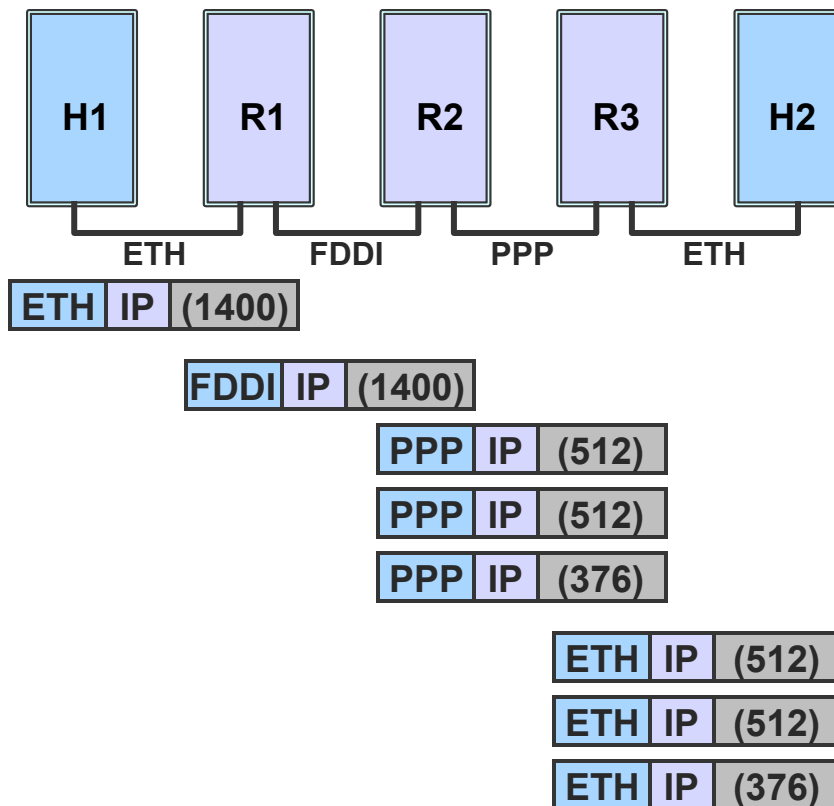 H1 R1 R2 R3 H2
ETH FDDI PPP ETH
ETH IP (1400)
FDDI IP (1400)
PPP IP (512)
PPP IP (512)
PPP IP (376)
ETH IP (512)
ETH IP (512)
ETH IP (376)